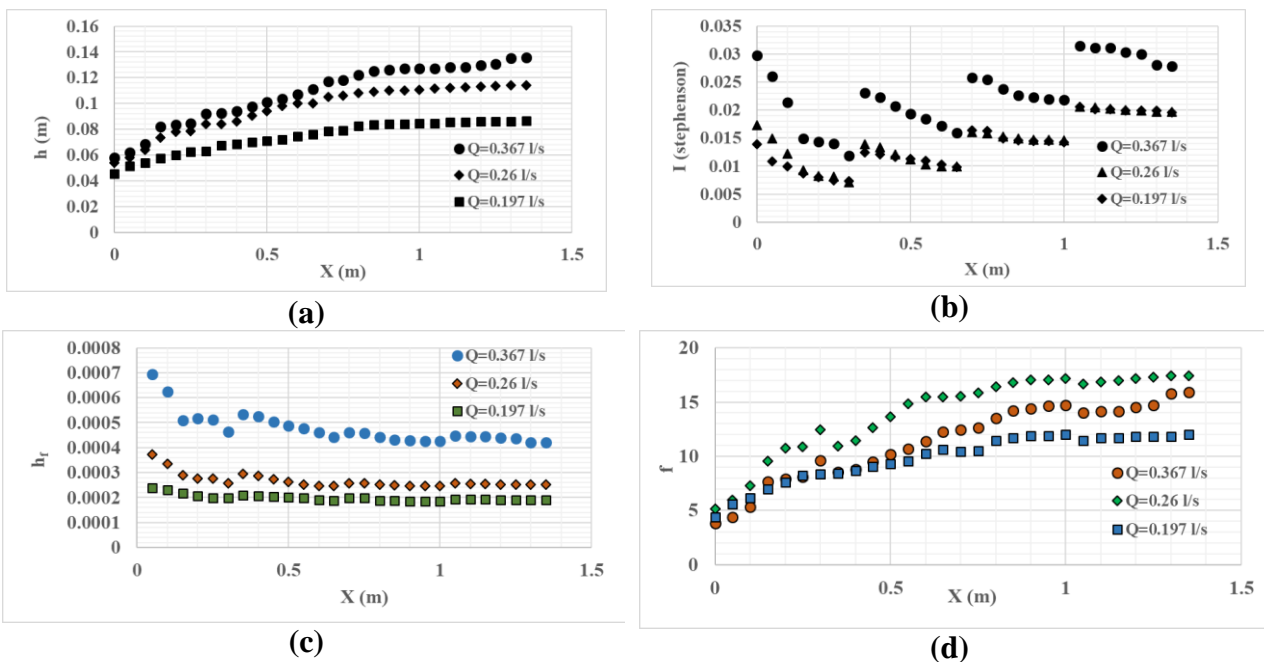 0.16
0.14
0.12
0.1
0.08
0.06
0.04
0.02
0
h (m)
Q=0.367 l/s
Q=0.26 l/s
Q=0.197 l/s
0 0.5 1 1.5
X (m)
(a)
0.035
0.03
0.025
0.02
0.015
0.01
0.005
0
I (stephenson)
Q=0.367 l/s
Q=0.26 l/s
Q=0.197 l/s
0 0.5 1 1.5
X (m)
(b)
0.0008
0.0007
0.0006
0.0005
0.0004
0.0003
0.0002
0.0001
0
hf
Q=0.367 l/s
Q=0.26 l/s
Q=0.197 l/s
0 0.5 1 1.5
X (m)
(c)
20
15
10
5
0
f
Q=0.367 l/s
Q=0.26 l/s
Q=0.197 l/s
0 0.5 1 1.5
X (m)
(d)